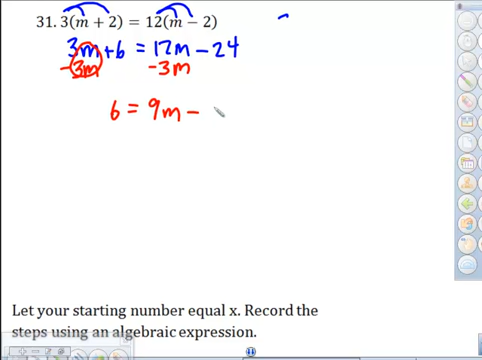 31. 3(m + 2) = 12(m − 2)
3m + 6 = 12m − 24
−3m −3m
6 = 9m −
Let your starting number equal x. Record the
steps using an algebraic expression.